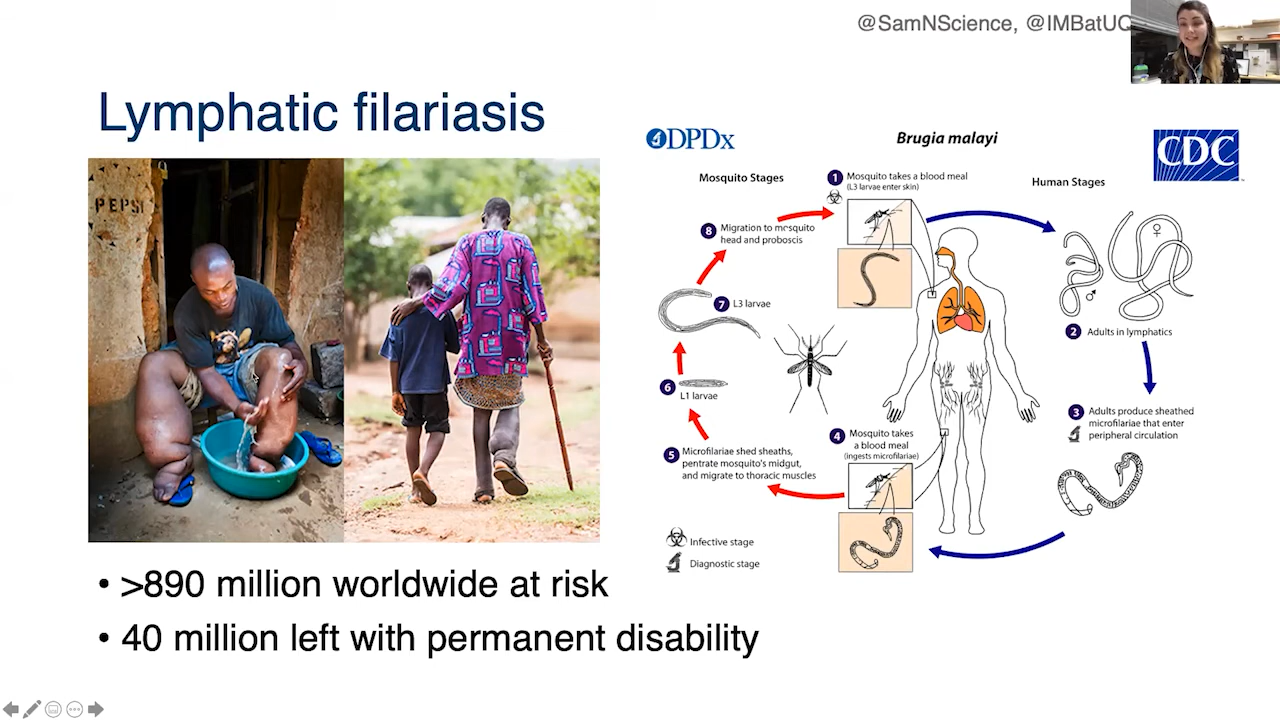 @SamNScience, @IMBatUQ
Lymphatic filariasis
PEPSI
DPDx
Brugia malayi
CDC
Mosquito Stages
Human Stages
1 Mosquito takes a blood meal
(L3 larvae enter skin)
8 Migration to mosquito
head and proboscis
7 L3 larvae
2 Adults in lymphatics
6
L1 larvae
3 Adults produce sheathed
microfilariae that enter
peripheral circulation
4 Mosquito takes
a blood meal
(ingests microfilariae)
5 Microfilariae shed sheaths,
pentrate mosquito's midgut,
and migrate to thoracic muscles
Infective stage
Diagnostic stage
• >890 million worldwide at risk
• 40 million left with permanent disability